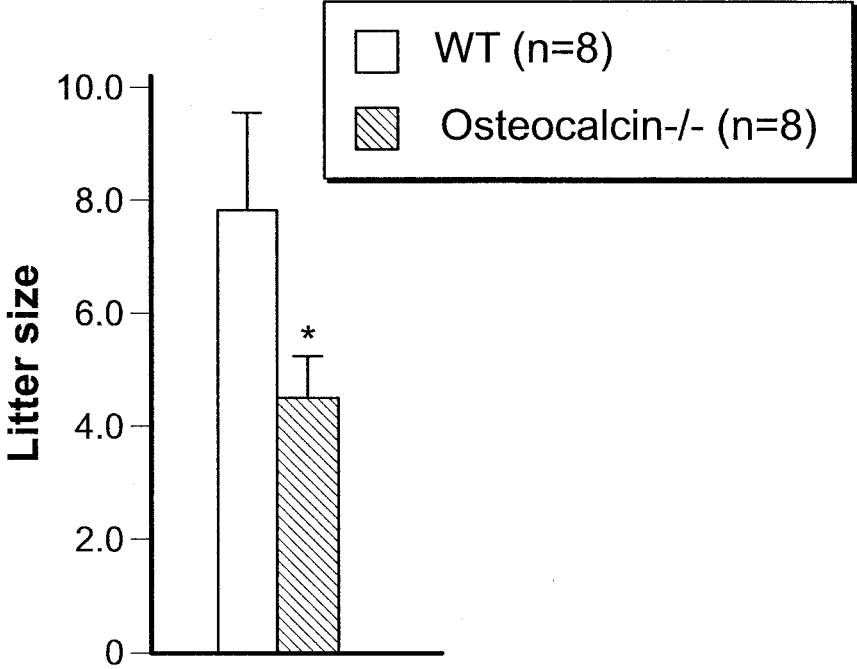 WT (n=8)
Osteocalcin-/- (n=8)
10.0
8.0
6.0
4.0
2.0
0
Litter size
*